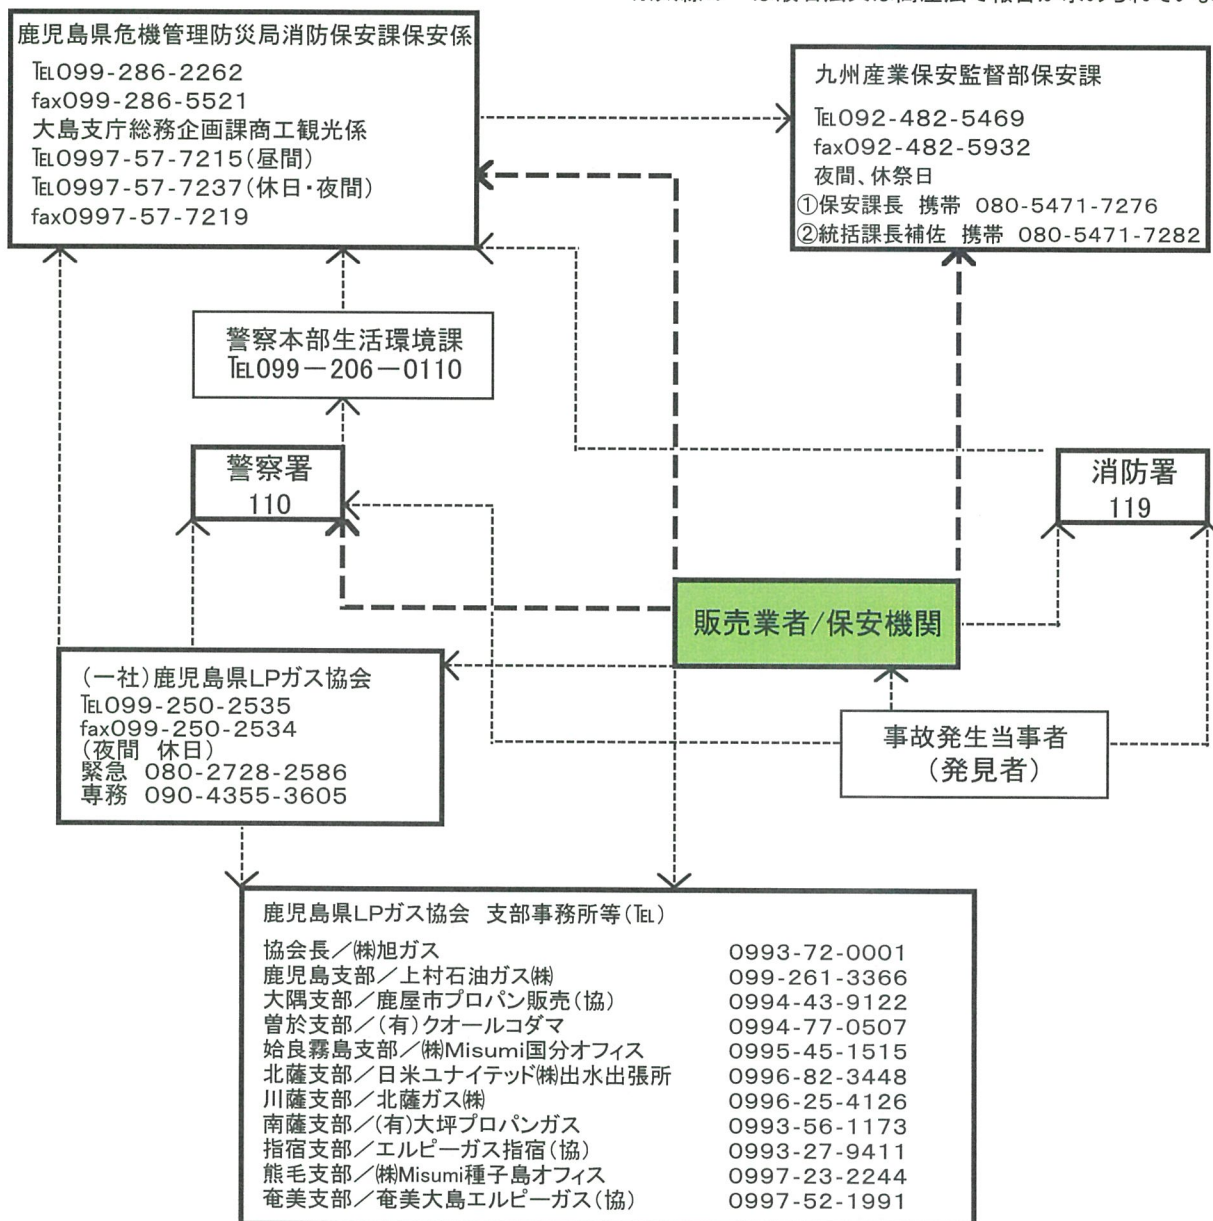 鹿児島県危機管理防災局消防保安課保安係
℡099-286-2262
fax099-286-5521
大島支庁総務企画課商工観光係
℡0997-57-7215(昼間)
℡0997-57-7237(休日・夜間)
fax0997-57-7219
九州産業保安監督部保安課
℡092-482-5469
fax092-482-5932
夜間、休祭日
①保安課長 携帯 080-5471-7276
②統括課長補佐 携帯 080-5471-7282
警察本部生活環境課
℡099－206－0110
警察署
110
消防署
119
販売業者/保安機関
(一社)鹿児島県LPガス協会
℡099-250-2535
fax099-250-2534
(夜間 休日)
緊急 080-2728-2586
専務 090-4355-3605
事故発生当事者
(発見者)
鹿児島県LPガス協会 支部事務所等(℡)
協会長／㈱旭ガス 0993-72-0001
鹿児島支部／上村石油ガス㈱ 099-261-3366
大隅支部／鹿屋市プロパン販売(協) 0994-43-9122
曽於支部／(有)クオールコダマ 0994-77-0507
姶良霧島支部／㈱Misumi国分オフィス 0995-45-1515
北薩支部／日米ユナイテッド㈱出水出張所 0996-82-3448
川薩支部／北薩ガス㈱ 0996-25-4126
南薩支部／(有)大坪プロパンガス 0993-56-1173
指宿支部／エルピーガス指宿(協) 0993-27-9411
熊毛支部／㈱Misumi種子島オフィス 0997-23-2244
奄美支部／奄美大島エルピーガス(協) 0997-52-1991